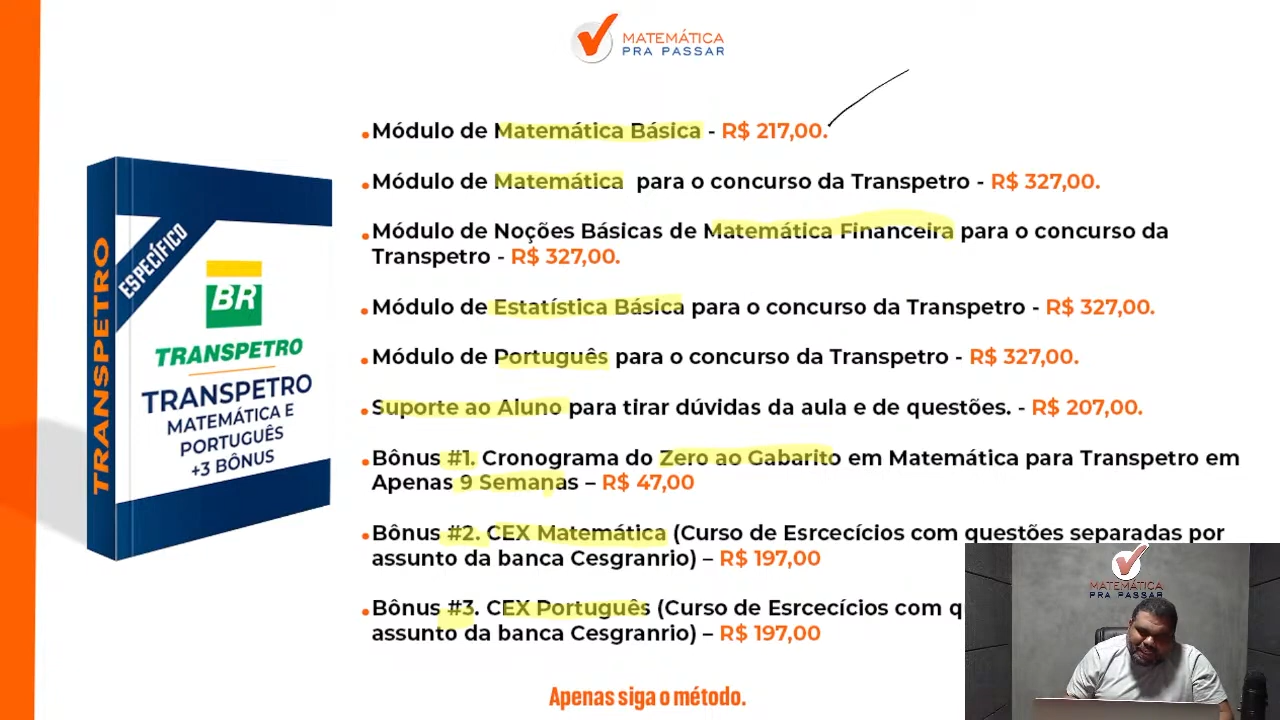 MATEMÁTICA
PRA PASSAR
•Módulo de Matemática Básica - R$ 217,00.
•Módulo de Matemática para o concurso da Transpetro - R$ 327,00.
•Módulo de Noções Básicas de Matemática Financeira para o concurso da
Transpetro - R$ 327,00.
•Módulo de Estatística Básica para o concurso da Transpetro - R$ 327,00.
•Módulo de Português para o concurso da Transpetro - R$ 327,00.
•Suporte ao Aluno para tirar dúvidas da aula e de questões. - R$ 207,00.
•Bônus #1. Cronograma do Zero ao Gabarito em Matemática para Transpetro em
Apenas 9 Semanas – R$ 47,00
•Bônus #2. CEX Matemática (Curso de Esrcecícios com questões separadas por
assunto da banca Cesgranrio) – R$ 197,00
•Bônus #3. CEX Português (Curso de Esrcecícios com q
assunto da banca Cesgranrio) – R$ 197,00
Apenas siga o método.
TRANSPETRO
ESPECÍFICO
BR
TRANSPETRO
TRANSPETRO
MATEMÁTICA E
PORTUGUÊS
+3 BÔNUS
MATEMÁTICA
PRA PASSAR